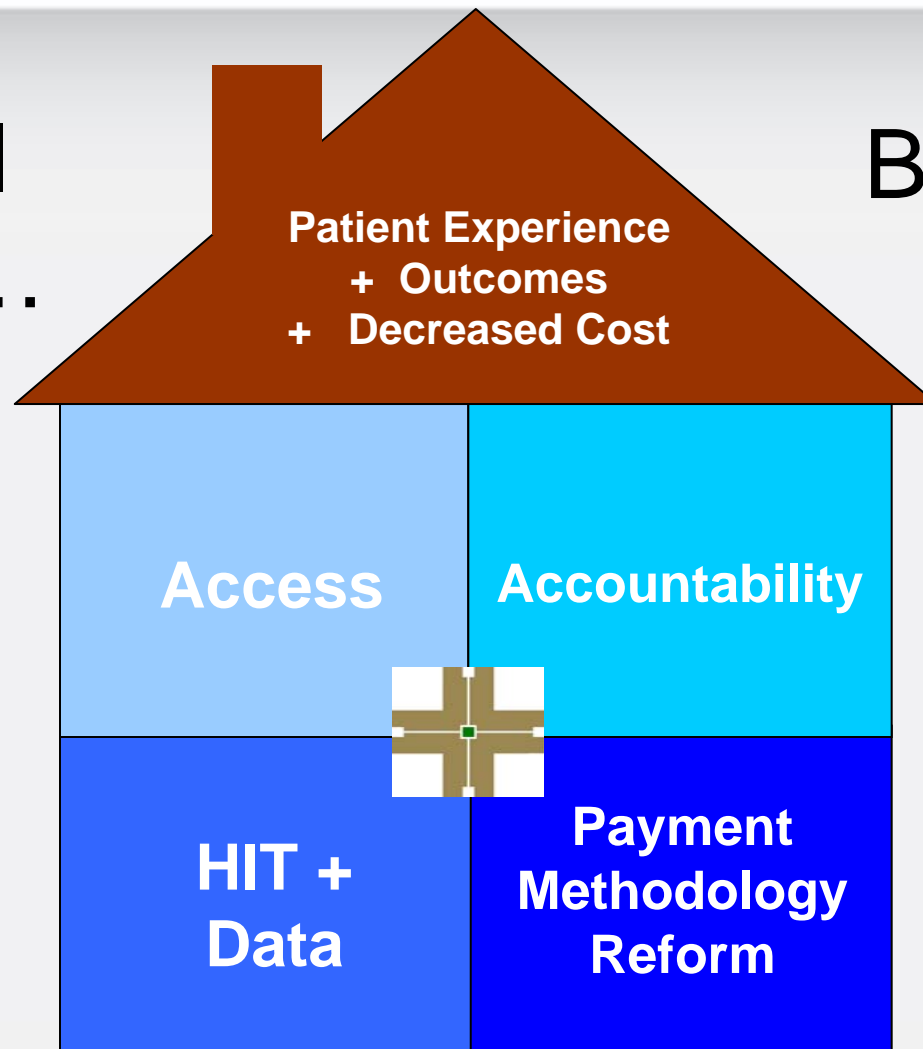 B
..
Patient Experience
+ Outcomes
+ Decreased Cost
Access
Accountability
HIT +
Data
Payment
Methodology
Reform